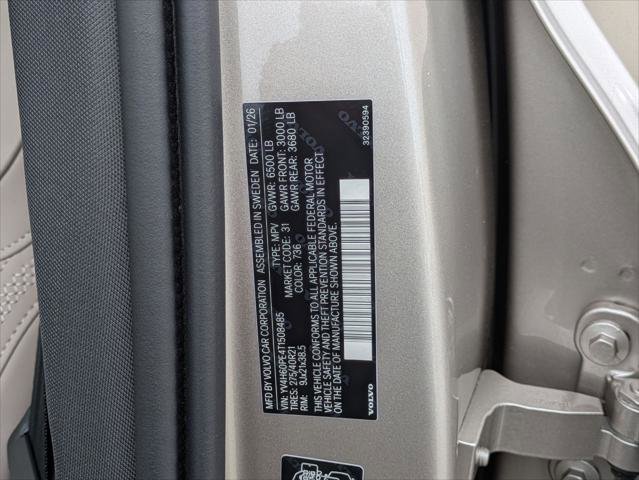 MFD BY VOLVO CAR CORPORATION ASSEMBLED IN SWEDEN DATE: 01/26
VIN: YV4H60PE4T1508485 TYPE: MPV GVWR: 6500 LB
TIRES: 275/40R21 MARKET CODE: 31 GAWR FRONT: 3000 LB
RIM: 9Jx21x38.5 COLOR: 736 GAWR REAR: 3680 LB
THIS VEHICLE CONFORMS TO ALL APPLICABLE FEDERAL MOTOR
VEHICLE SAFETY AND THEFT PREVENTION STANDARDS IN EFFECT
ON THE DATE OF MANUFACTURE SHOWN ABOVE.
VOLVO
32390594